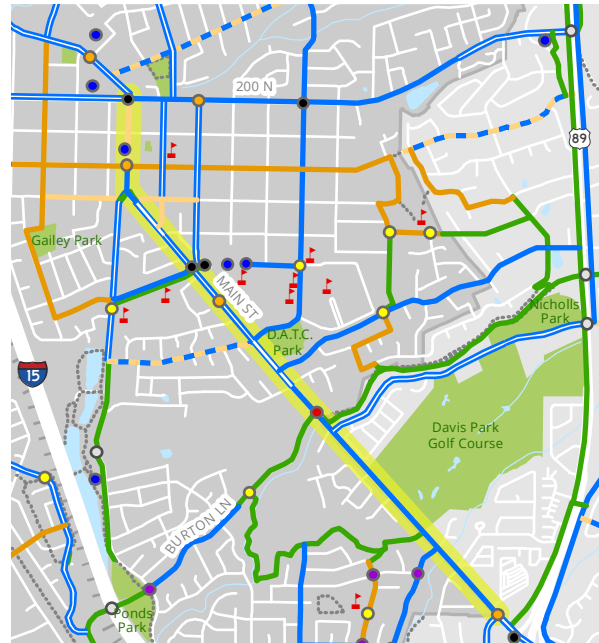 200 N
89
Gailey Park
MAIN ST
Nicholls
Park
D.A.T.C.
Park
15
Davis Park
Golf Course
BURTON LN
Ponds
Park